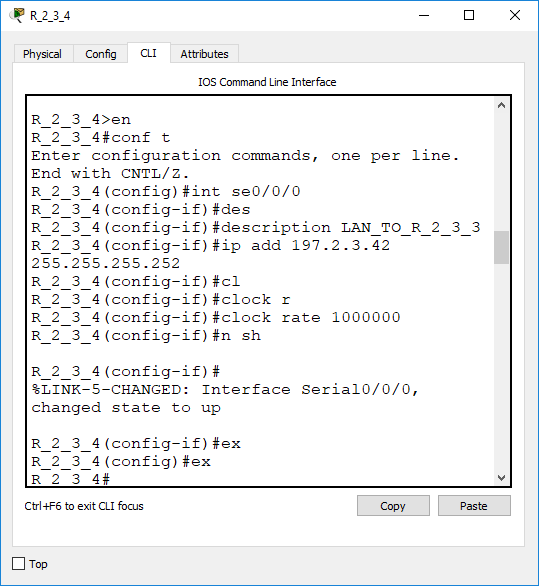 R_2_3_4
Physical Config CLI Attributes
IOS Command Line Interface
R_2_3_4>en
R_2_3_4#conf t
Enter configuration commands, one per line.
End with CNTL/Z.
R_2_3_4(config)#int se0/0/0
R_2_3_4(config-if)#des
R_2_3_4(config-if)#description LAN_TO_R_2_3_3
R_2_3_4(config-if)#ip add 197.2.3.42
255.255.255.252
R_2_3_4(config-if)#cl
R_2_3_4(config-if)#clock r
R_2_3_4(config-if)#clock rate 1000000
R_2_3_4(config-if)#n sh
R_2_3_4(config-if)#
%LINK-5-CHANGED: Interface Serial0/0/0,
changed state to up
R_2_3_4(config-if)#ex
R_2_3_4(config)#ex
R_2_3_4#
Ctrl+F6 to exit CLI focus
Copy Paste
Top